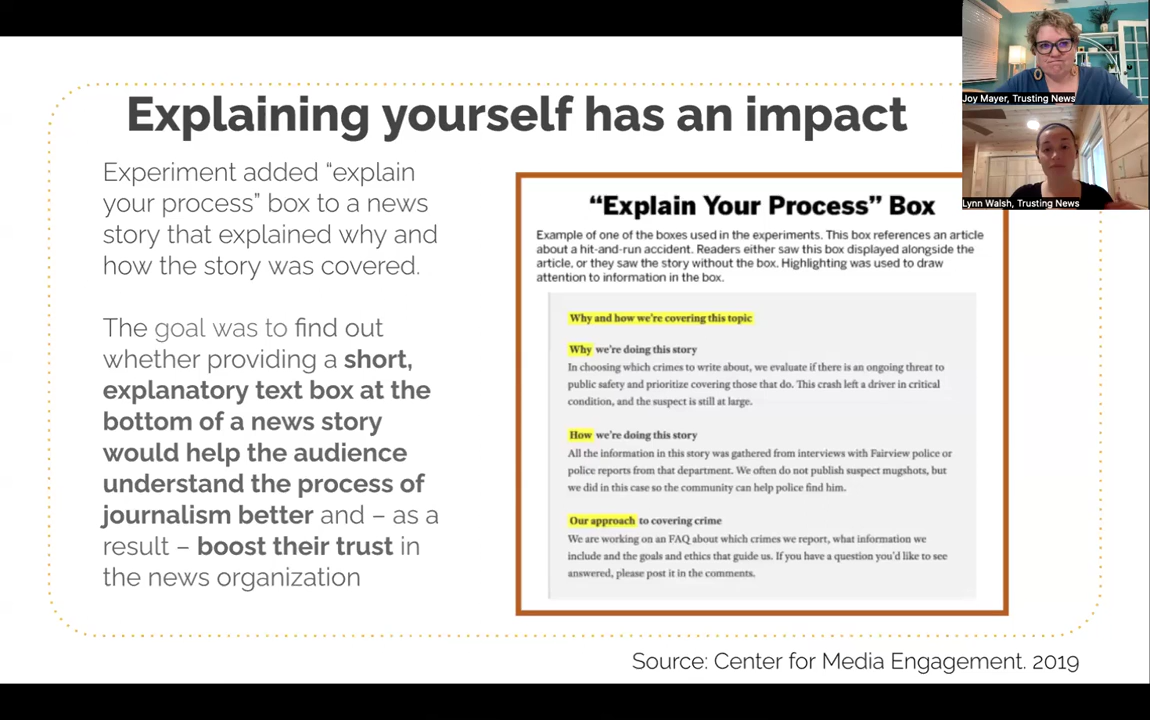 Explaining yourself has an impact
Experiment added “explain
your process” box to a news
story that explained why and
how the story was covered.
The goal was to find out
whether providing a short,
explanatory text box at the
bottom of a news story
would help the audience
understand the process of
journalism better and – as a
result – boost their trust in
the news organization
“Explain Your Process” Box
Example of one of the boxes used in the experiments. This box references an article
about a hit-and-run accident. Readers either saw this box displayed alongside the
article, or they saw the story without the box. Highlighting was used to draw
attention to information in the box.
Why and how we're covering this topic
Why we're doing this story
In choosing which crimes to write about, we evaluate if there is an ongoing threat to
public safety and prioritize covering those that do. This crash left a driver in critical
condition, and the suspect is still at large.
How we're doing this story
All the information in this story was gathered from interviews with Fairview police or
police reports from that department. We often do not publish suspect mugshots, but
we did in this case so the community can help police find him.
Our approach to covering crime
We are working on an FAQ about which crimes we report, what information we
include and the goals and ethics that guide us. If you have a question you'd like to see
answered, please post it in the comments.
Source: Center for Media Engagement. 2019
Joy Mayer, Trusting News
Lynn Walsh, Trusting News